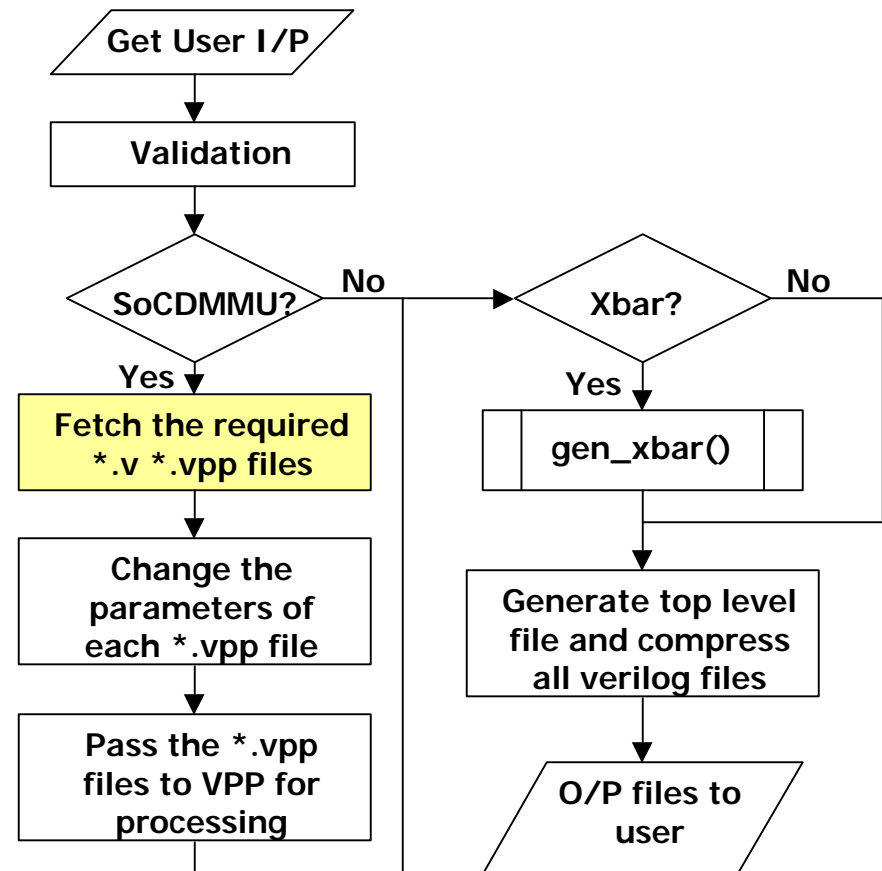 Get User I/P
Validation
SoCDMMU?
No
Yes
Fetch the required
*.v *.vpp files
Change the
parameters of
each *.vpp file
Pass the *.vpp
files to VPP for
processing
Xbar?
No
Yes
gen_xbar()
Generate top level
file and compress
all verilog files
O/P files to
user